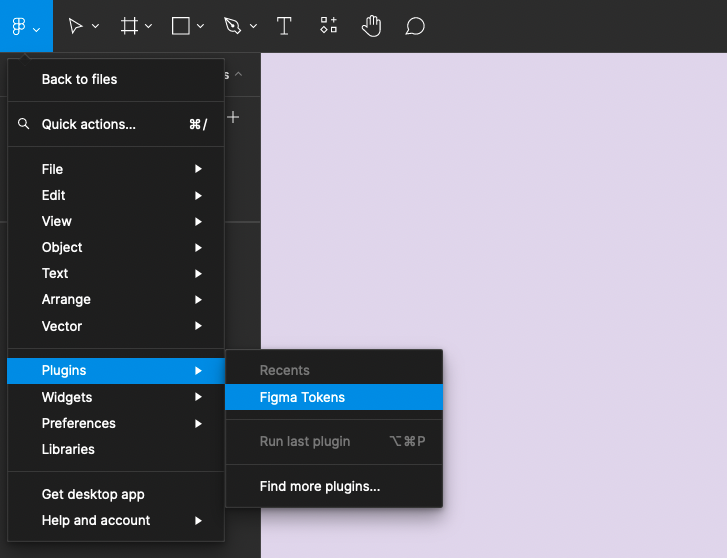 Back to files
Quick actions... ⌘/
File
Edit
View
Object
Text
Arrange
Vector
Plugins
Widgets
Preferences
Libraries
Get desktop app
Help and account
Recents
Figma Tokens
Run last plugin ⌥⌘P
Find more plugins...